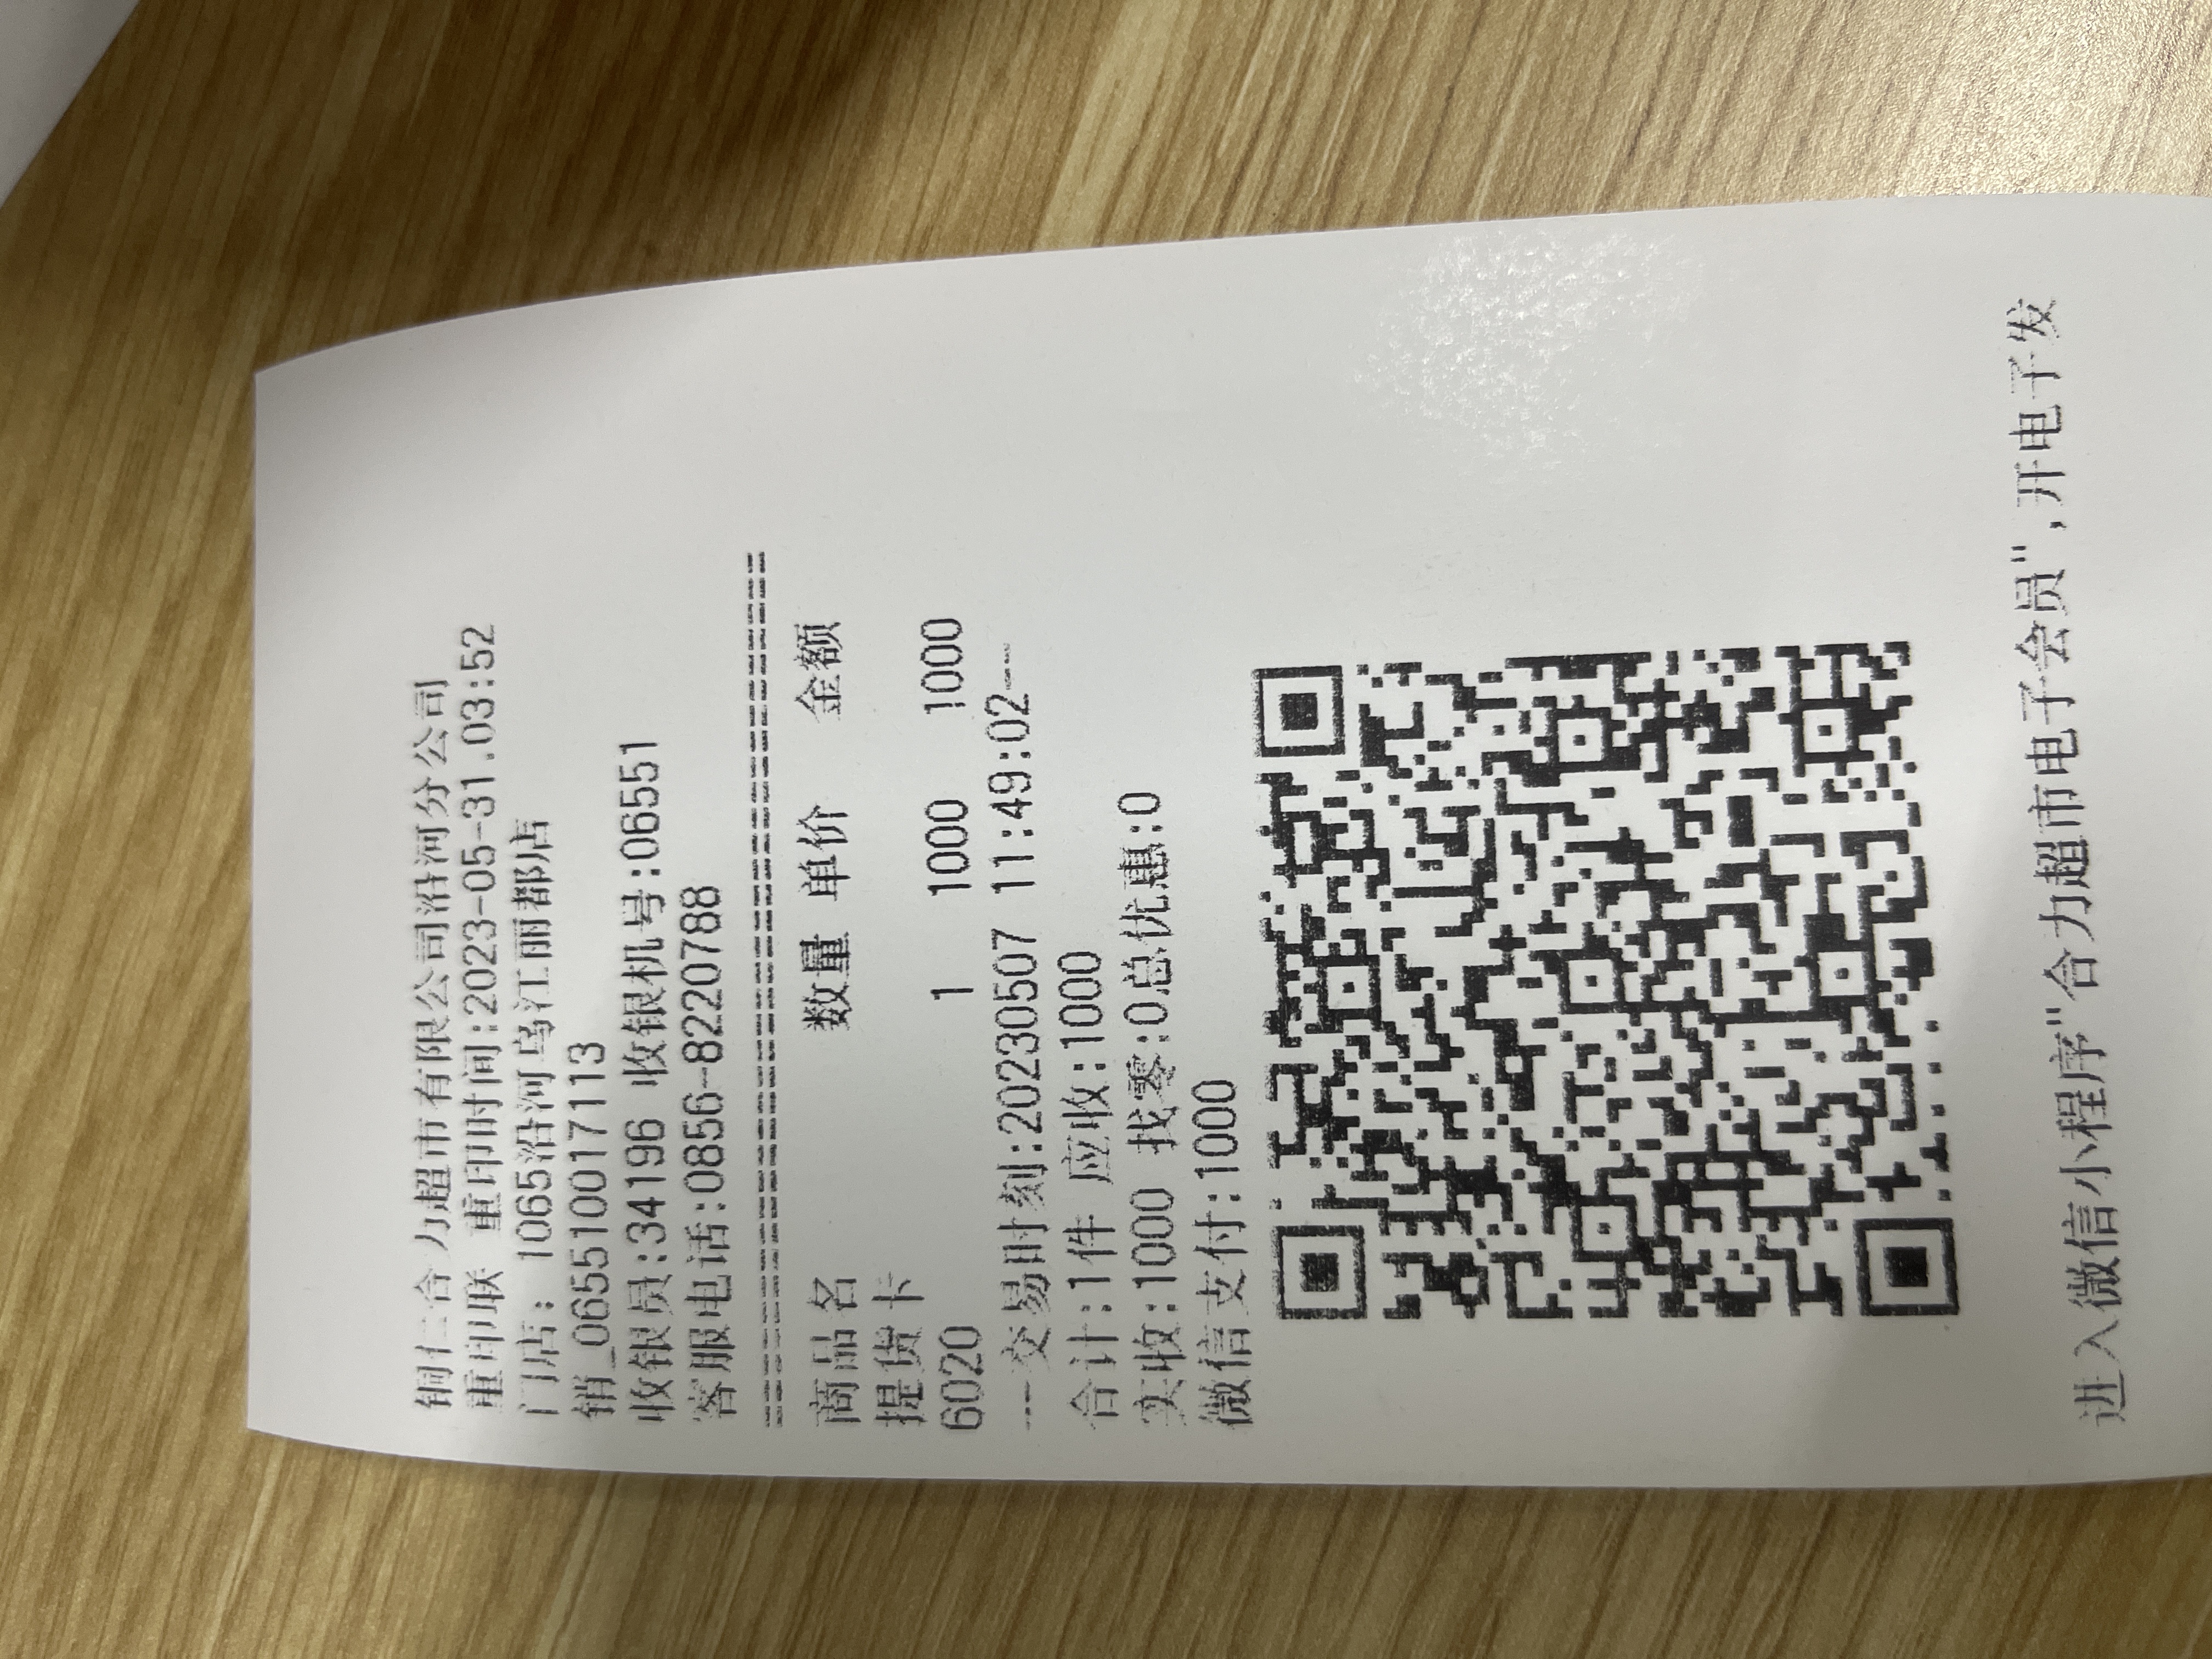 铜仁合力超市有限公司沿河分公司
重印联 重印时间:2023-05-31.03:52
门店: 1065沿河乌江丽都店
销_0655100171113
收银员:34196 收银机号:06551
客服电话:0856-8220788
================================
商品名 数量 单价 金额
提货卡
6020 1 1000 1000
---交易时刻:20230507 11:49:02---
合计:1件 应收:1000
实收:1000 找零:0总优惠:0
微信支付:1000
进入微信小程序"合力超市电子会员",开电子发